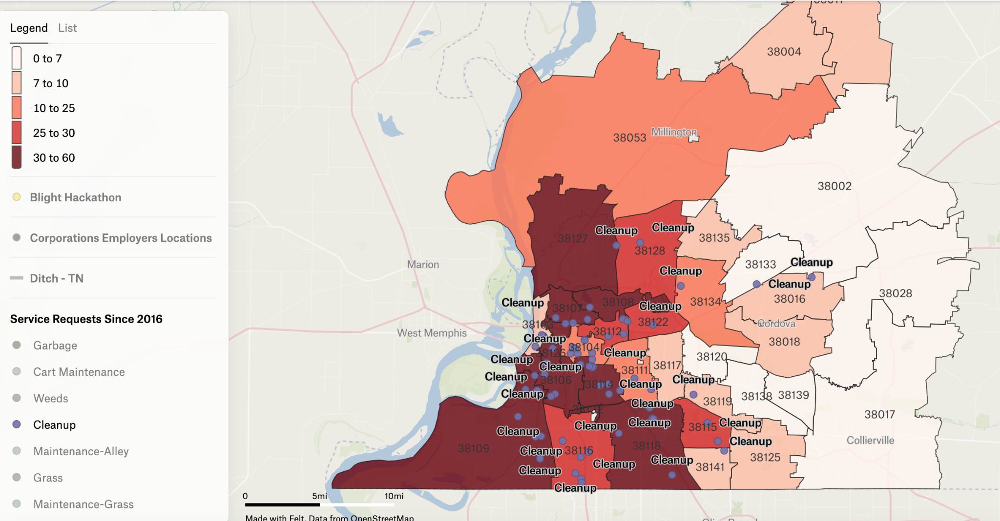 Legend List
0 to 7
7 to 10
10 to 25
25 to 30
30 to 60
Blight Hackathon
Corporations Employers Locations
Ditch - TN
Service Requests Since 2016
Garbage
Cart Maintenance
Weeds
Cleanup
Maintenance-Alley
Grass
Maintenance-Grass
38004
Millington
38053
38002
Cleanup
Cleanup
38127
38135
38128
Cleanup
38133
Cleanup
Cleanup
Marion
38028
38016
Cleanup
38107
38108
Cleanup
38134
38103
38122
Cordova
West Memphis
Cleanup
38112
38018
38126
38104
Cleanup
38120
Cleanup
Cleanup
38111
38117
Cleanup
38106
38114
Cleanup
Cleanup
Cleanup
38119
38138
38139
Cleanup
38132
38017
Cleanup
Cleanup
38115
Cleanup
Cleanup
38109
38116
Cleanup
38118
Cleanup
Collierville
Cleanup
Cleanup
38125
38141
Cleanup
Cleanup
0 5mi 10mi
Made with Felt. Data from OpenStreetMap